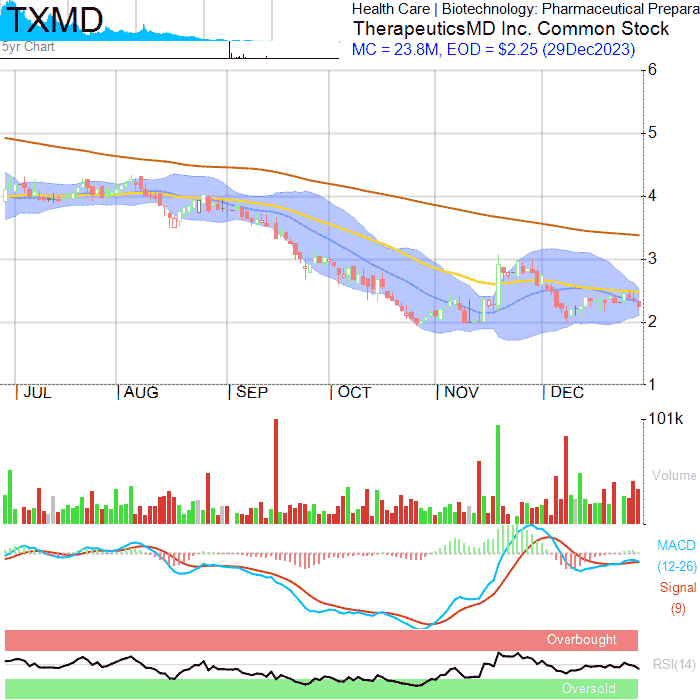 TXMD
5yr Chart
Health Care | Biotechnology: Pharmaceutical Prepara
TherapeuticsMD Inc. Common Stock
MC = 23.8M, EOD = $2.25 (29Dec2023)
6
5
4
3
2
1
JUL AUG SEP OCT NOV DEC
101k
Volume
MACD
(12-26)
Signal
(9)
Overbought
RSI(14)
Oversold